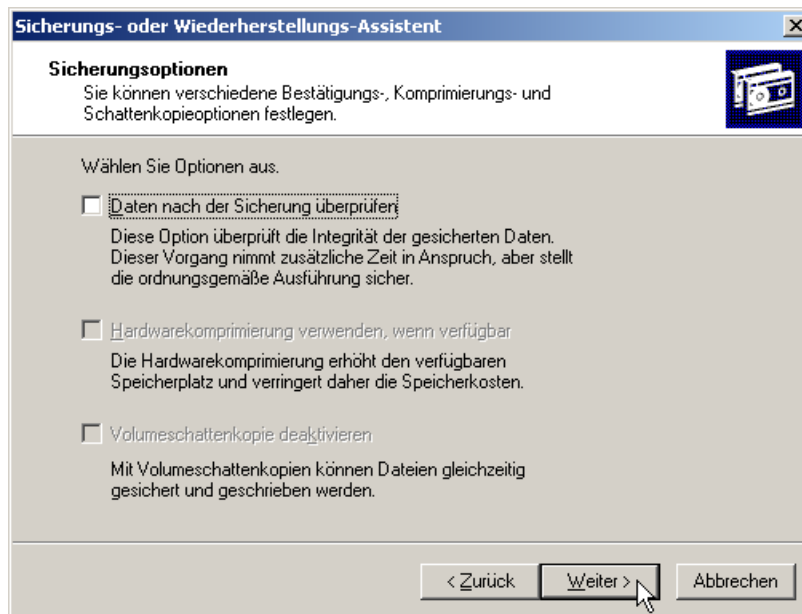 Sicherungs- oder Wiederherstellungs-Assistent
Sicherungsoptionen
Sie können verschiedene Bestätigungs-, Komprimierungs- und
Schattenkopieoptionen festlegen.
Wählen Sie Optionen aus.
Daten nach der Sicherung überprüfen
Diese Option überprüft die Integrität der gesicherten Daten.
Dieser Vorgang nimmt zusätzliche Zeit in Anspruch, aber stellt
die ordnungsgemäße Ausführung sicher.
Hardwarekomprimierung verwenden, wenn verfügbar
Die Hardwarekomprimierung erhöht den verfügbaren
Speicherplatz und verringert daher die Speicherkosten.
Volumeschattenkopie deaktivieren
Mit Volumeschattenkopien können Dateien gleichzeitig
gesichert und geschrieben werden.
< Zurück Weiter > Abbrechen